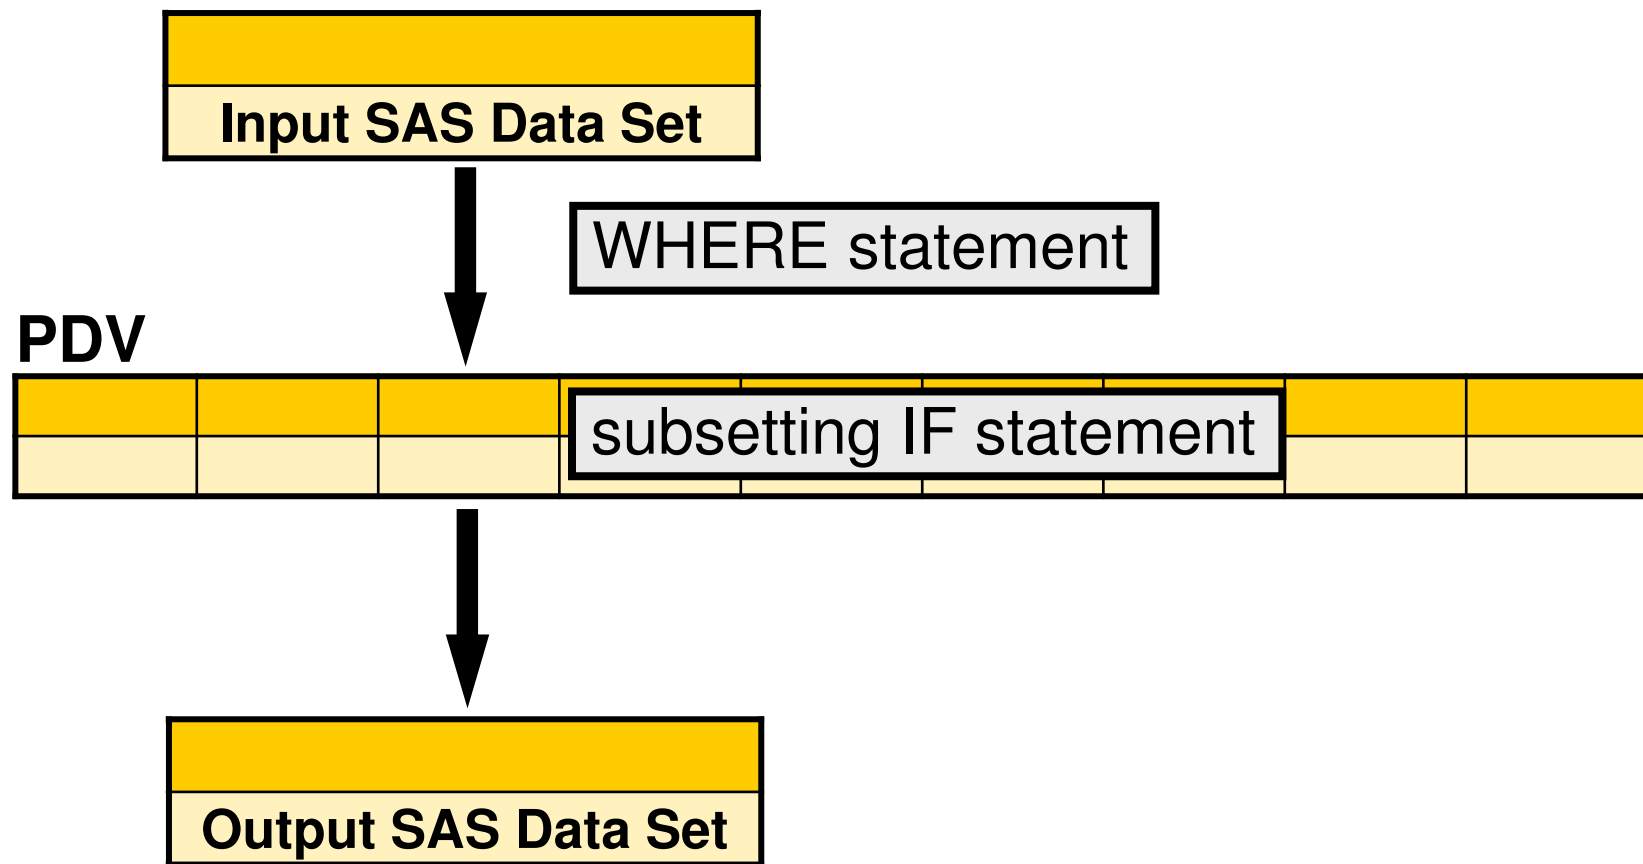 Input SAS Data Set
WHERE statement
PDV
subsetting IF statement
Output SAS Data Set